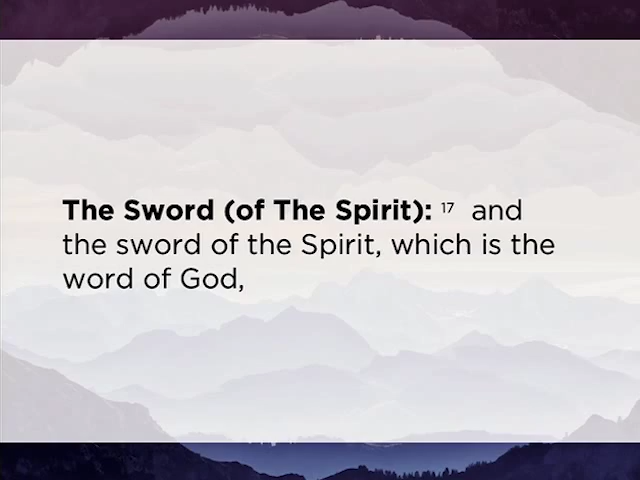 The Sword (of The Spirit): 17 and
the sword of the Spirit, which is the
word of God,